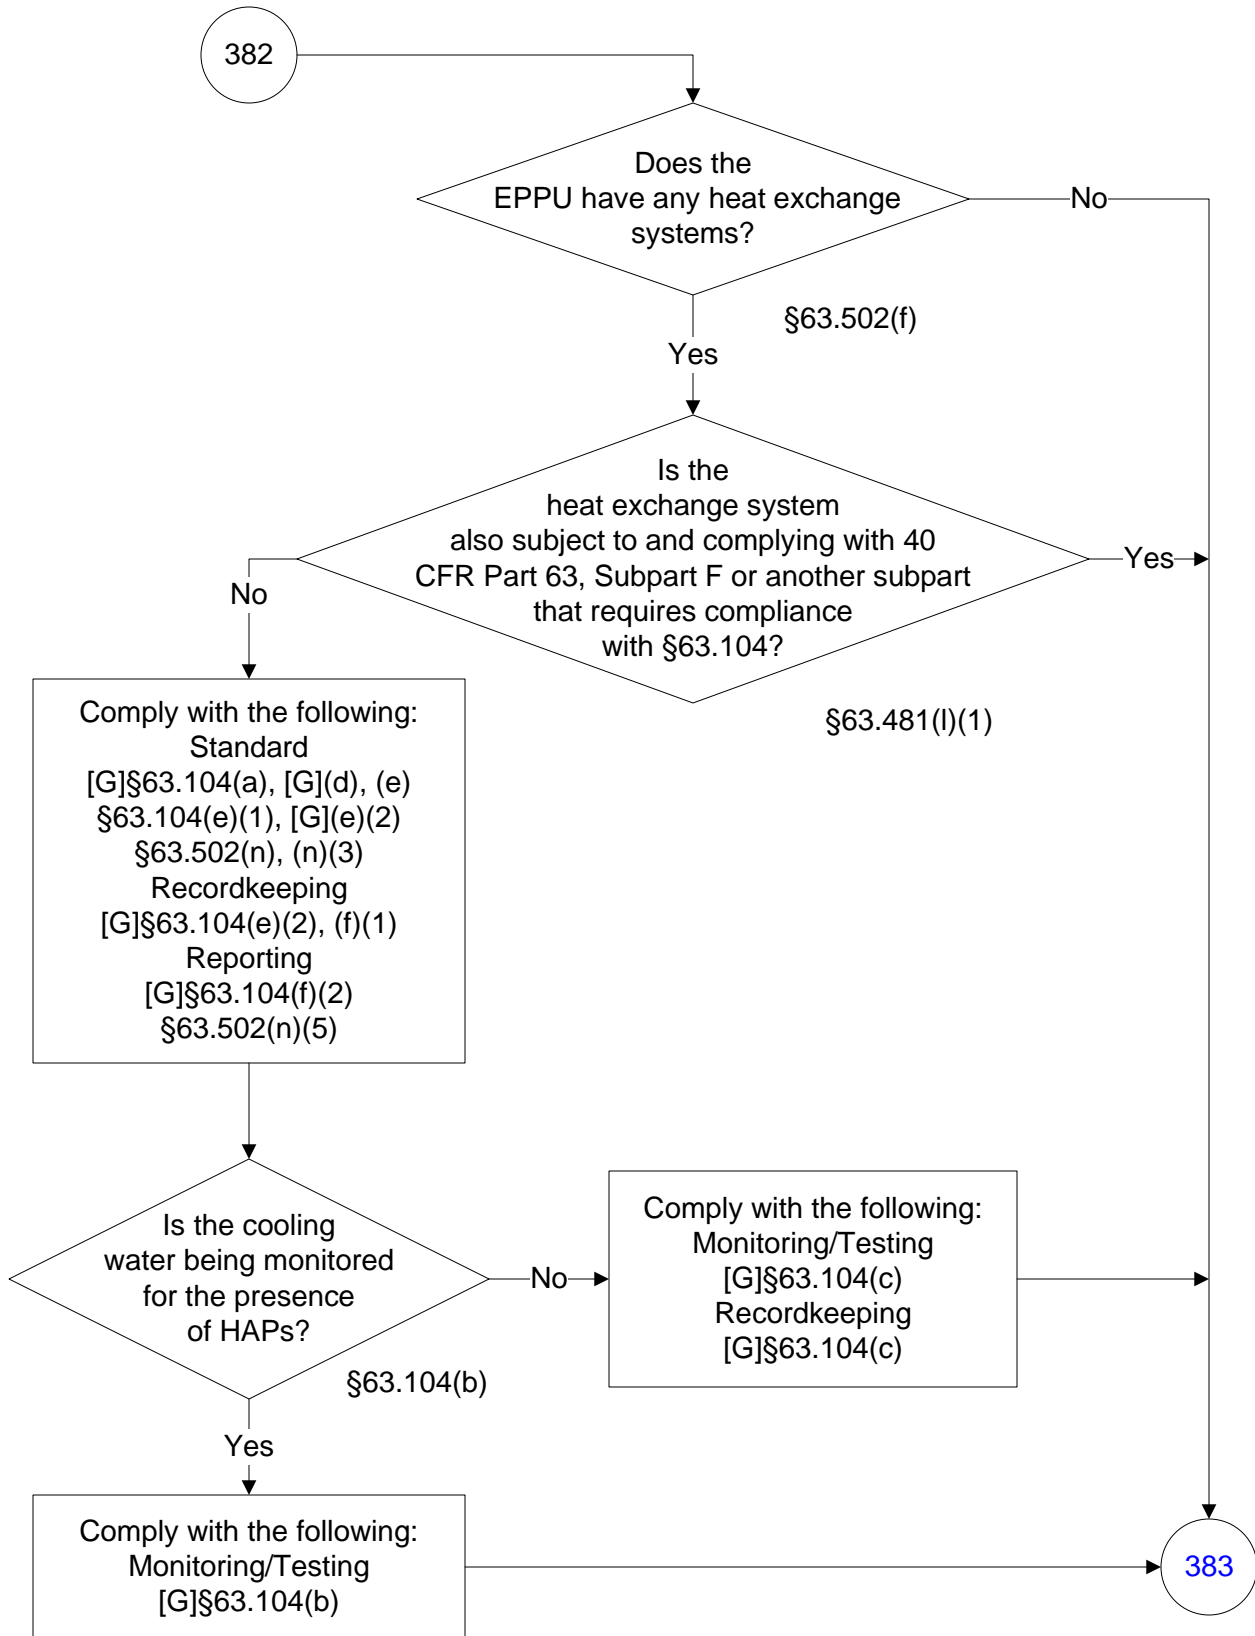 382
Does the
EPPU have any heat exchange
systems?
No
§63.502(f)
Yes
Is the
heat exchange system
also subject to and complying with 40
CFR Part 63, Subpart F or another subpart
that requires compliance
with §63.104?
Yes
No
§63.481(l)(1)
Comply with the following:
Standard
[G]§63.104(a), [G](d), (e)
§63.104(e)(1), [G](e)(2)
§63.502(n), (n)(3)
Recordkeeping
[G]§63.104(e)(2), (f)(1)
Reporting
[G]§63.104(f)(2)
§63.502(n)(5)
Is the cooling
water being monitored
for the presence
of HAPs?
No
Comply with the following:
Monitoring/Testing
[G]§63.104(c)
Recordkeeping
[G]§63.104(c)
§63.104(b)
Yes
Comply with the following:
Monitoring/Testing
[G]§63.104(b)
383